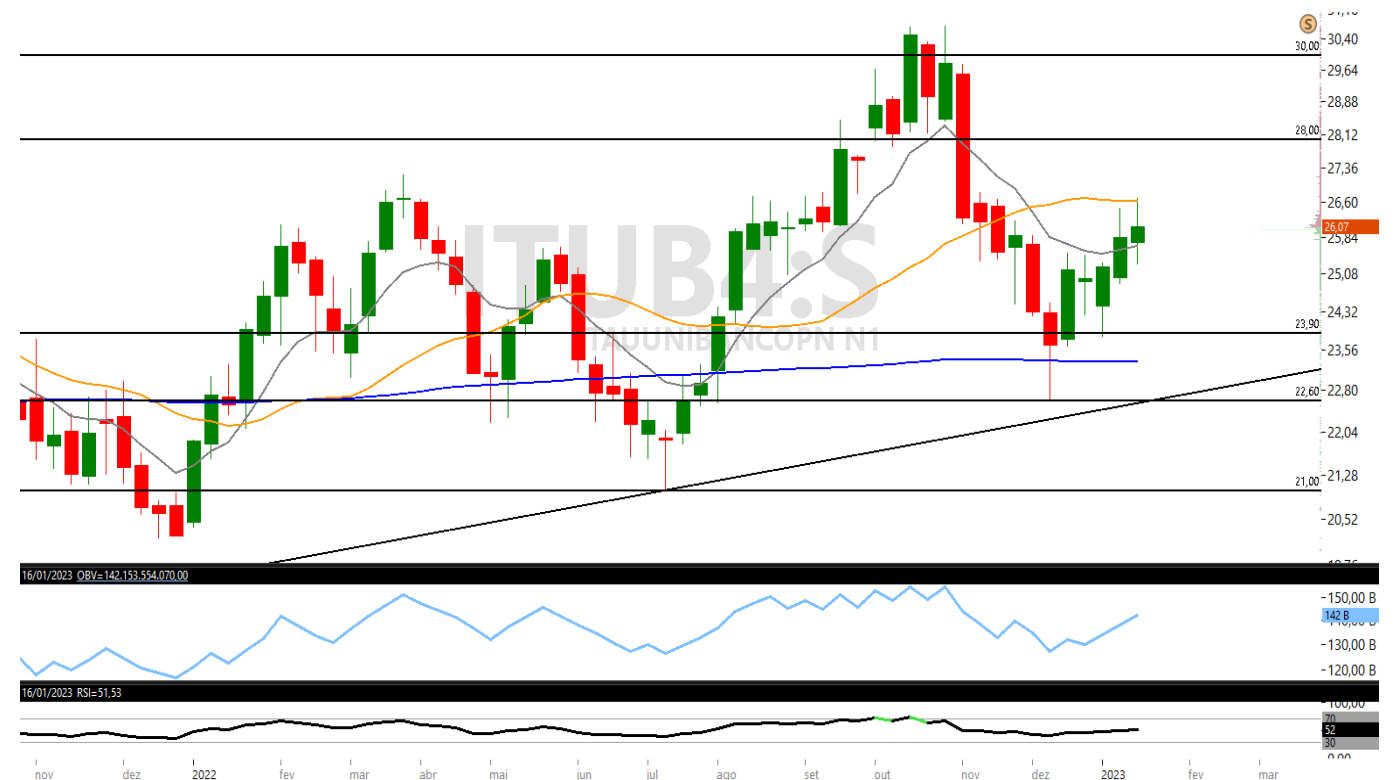 S
30,40
30,00
29,64
28,88
28,12
28,00
27,36
26,60
26,07
25,84
ITUB4:S
25,08
24,32
23,90
ITAUUNIBANCOPN N1
23,56
22,80
22,60
22,04
21,28
21,00
20,52
16/01/2023 OBV=142.153.554.070,00
150,00 B
142 B
130,00 B
120,00 B
16/01/2023 RSI=51,53
70
52
30
nov dez 2022 fev mar abr mai jun jul ago set out nov dez 2023 fev mar